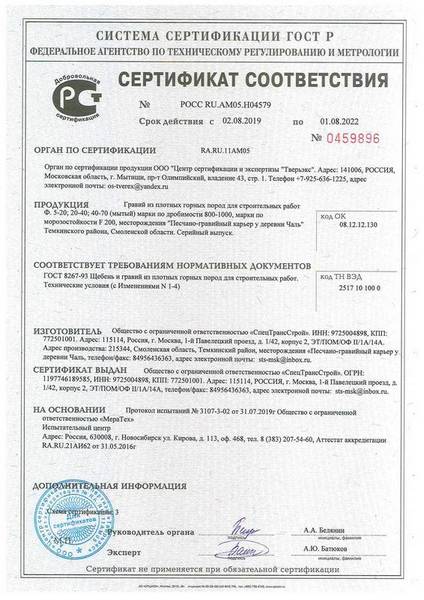 СИСТЕМА СЕРТИФИКАЦИИ ГОСТ Р
ФЕДЕРАЛЬНОЕ АГЕНТСТВО ПО ТЕХНИЧЕСКОМУ РЕГУЛИРОВАНИЮ И МЕТРОЛОГИИ
Добровольная
сертификация
СЕРТИФИКАТ СООТВЕТСТВИЯ
№ РОСС RU.АМ05.Н04579
Срок действия с 02.08.2019 по 01.08.2022
№ 0459896
ОРГАН ПО СЕРТИФИКАЦИИ RA.RU.11АМ05
Орган по сертификации продукции ООО "Центр сертификации и экспертизы "Тверьэкс". Адрес: 141006, РОССИЯ,
Московская область, г. Мытищи, пр-т Олимпийский, владение 43, стр. 1. Телефон +7-925-636-1225, адрес
электронной почты: os-tverex@yandex.ru
ПРОДУКЦИЯ Гравий из плотных горных пород для строительных работ
Ф. 5-20; 20-40; 40-70 (мытый) марки по дробимости 800-1000, марки по
морозостойкости F 200, месторождения "Песчано-гравийный карьер у деревни Чаль"
Темкинского района, Смоленской области. Серийный выпуск.
код ОК
08.12.12.130
СООТВЕТСТВУЕТ ТРЕБОВАНИЯМ НОРМАТИВНЫХ ДОКУМЕНТОВ
ГОСТ 8267-93 Щебень и гравий из плотных горных пород для строительных работ.
Технические условия (с Изменениями N 1-4)
код ТН ВЭД
2517 10 100 0
ИЗГОТОВИТЕЛЬ Общество с ограниченной ответственностью «СпецТрансСтрой». ИНН: 9725004898, КПП:
772501001. Адрес: 115114, Россия, г. Москва, 1-й Павелецкий проезд, д. 1/42, корпус 2, ЭТ/ПОМ/ОФ II/1А/14А,
Адрес производства: 215344, Смоленская область, Темкинский район, месторождения «Песчано-гравийный карьер у
деревни Чаль, телефон/факс: 84956436363, адрес электронной почты: sts-msk@inbox.ru.
СЕРТИФИКАТ ВЫДАН Общество с ограниченной ответственностью «СпецТрансСтрой». ОГРН:
1197746189585, ИНН: 9725004898, КПП: 772501001. Адрес: 115114, РОССИЯ, г. Москва, 1-й Павелецкий проезд, д.
1/42, корпус 2, ЭТ/ПОМ/ОФ II/1А/14А, телефон/факс: 84956436363, адрес электронной почты: sts-msk@inbox.ru.
НА ОСНОВАНИИ Протокол испытаний № 3107-3-02 от 31.07.2019г Общество с ограниченной
ответственностью «МераТех»
Испытательный центр
Адрес: Россия, 630008, г. Новосибирск ул. Кирова, д. 113, оф. 468, тел. 8 (383) 207-54-60, Аттестат аккредитации
RA.RU.21АИ62 от 31.05.2016г
ДОПОЛНИТЕЛЬНАЯ ИНФОРМАЦИЯ
Схема сертификации: 3
Для
сертификатов
Руководитель органа
подпись
А.А. Белянин
инициалы, фамилия
Эксперт
подпись
А.Ю. Батюков
инициалы, фамилия
Сертификат не применяется при обязательной сертификации